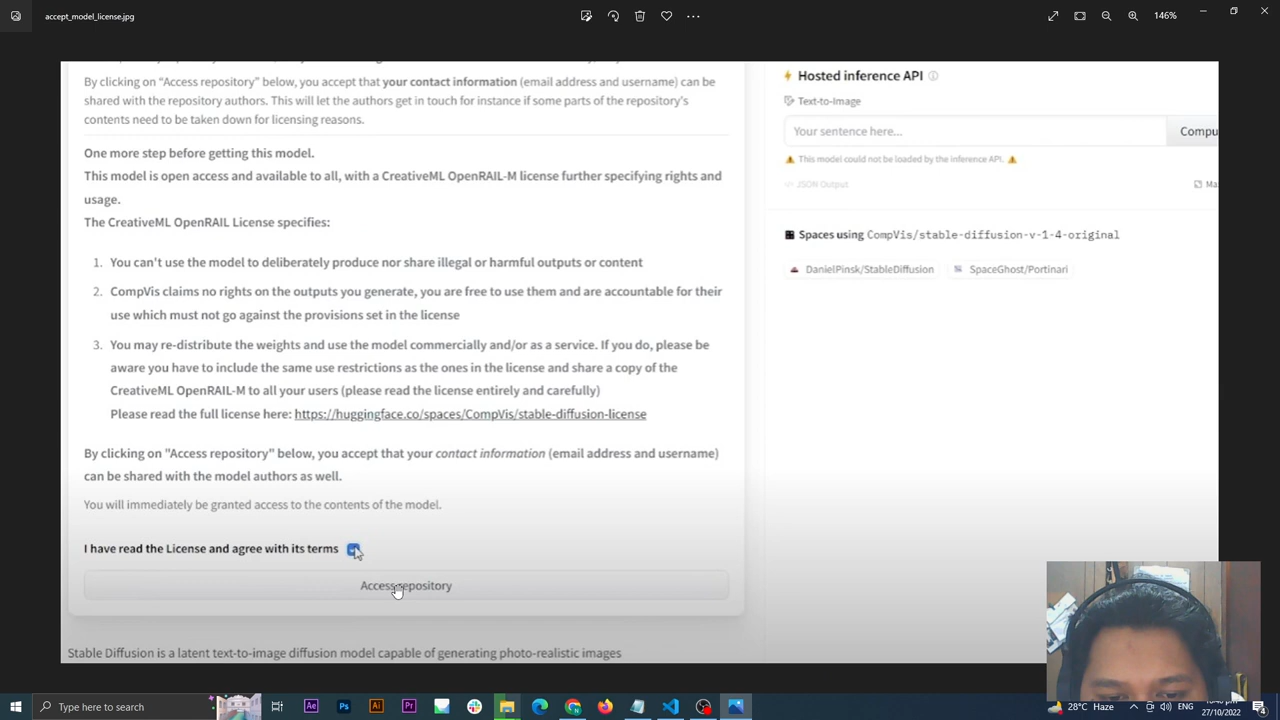 accept_model_license.jpg
146%
By clicking on “Access repository” below, you accept that your contact information (email address and username) can be
shared with the repository authors. This will let the authors get in touch for instance if some parts of the repository's
contents need to be taken down for licensing reasons.
One more step before getting this model.
This model is open access and available to all, with a CreativeML OpenRAIL-M license further specifying rights and
usage.
The CreativeML OpenRAIL License specifies:
1. You can't use the model to deliberately produce nor share illegal or harmful outputs or content
2. CompVis claims no rights on the outputs you generate, you are free to use them and are accountable for their
use which must not go against the provisions set in the license
3. You may re-distribute the weights and use the model commercially and/or as a service. If you do, please be
aware you have to include the same use restrictions as the ones in the license and share a copy of the
CreativeML OpenRAIL-M to all your users (please read the license entirely and carefully)
Please read the full license here: https://huggingface.co/spaces/CompVis/stable-diffusion-license
By clicking on "Access repository" below, you accept that your contact information (email address and username)
can be shared with the model authors as well.
You will immediately be granted access to the contents of the model.
I have read the License and agree with its terms
Access repository
Stable Diffusion is a latent text-to-image diffusion model capable of generating photo-realistic images
Hosted inference API
Text-to-Image
Your sentence here...
Compu
This model could not be loaded by the inference API.
JSON Output
Ma
Spaces using CompVis/stable-diffusion-v-1-4-original
DanielPinsk/StableDiffusion
SpaceGhost/Portinari
Type here to search
Ae
Ps
Ai
Pr
28°C Haze
ENG
27/10/2022